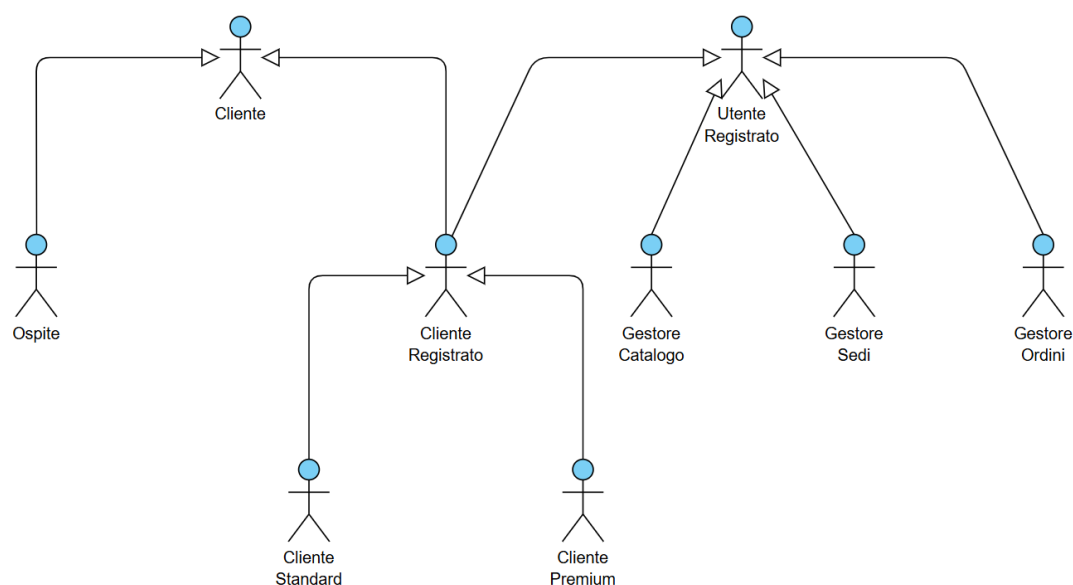 Cliente
Utente
Registrato
Ospite
Cliente
Registrato
Gestore
Catalogo
Gestore
Sedi
Gestore
Ordini
Cliente
Standard
Cliente
Premium